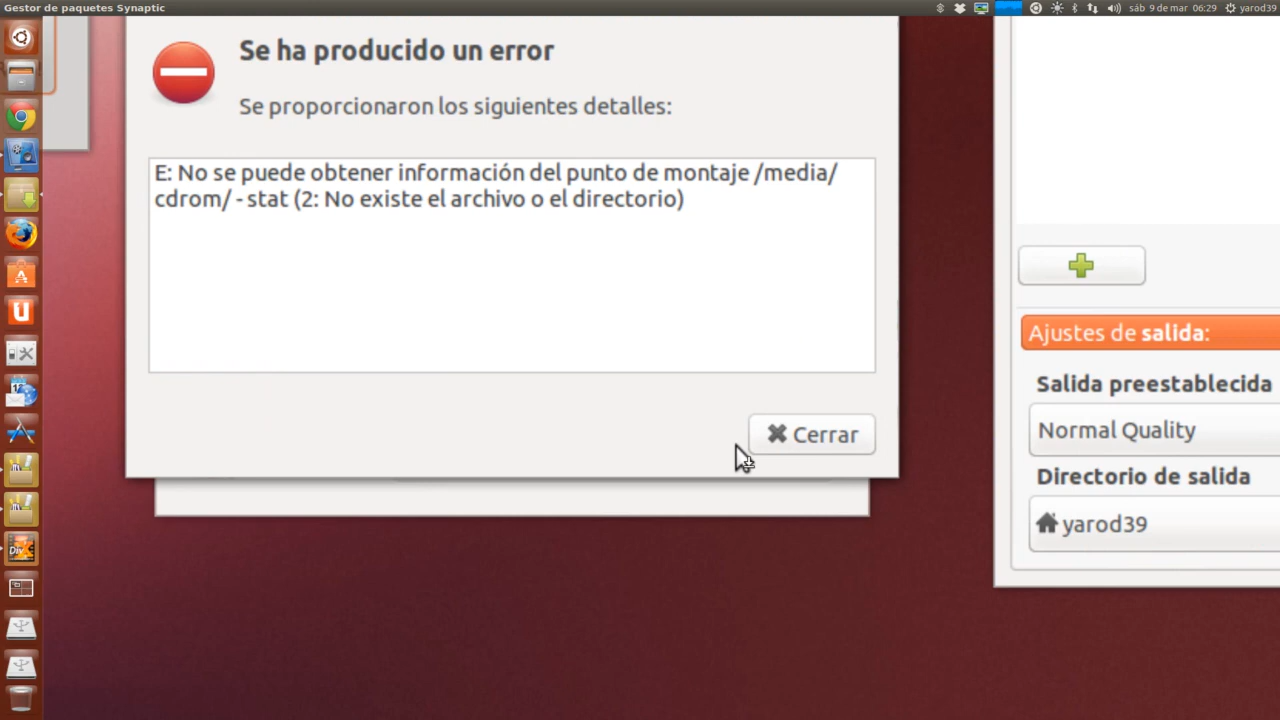 Gestor de paquetes Synaptic
sáb 9 de mar 06:29
yarod39
Se ha producido un error
Se proporcionaron los siguientes detalles:
E: No se puede obtener información del punto de montaje /media/
cdrom/ - stat (2: No existe el archivo o el directorio)
Cerrar
Ajustes de salida:
Salida preestablecida
Normal Quality
Directorio de salida
yarod39